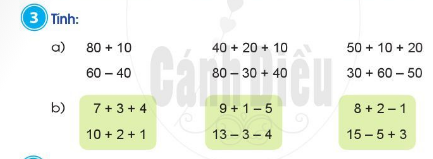 3 Tính:
a) 80 + 10 40 + 20 + 10 50 + 10 + 20
60 – 40 80 – 30 + 40 30 + 60 – 50
Cánh Diều
b) 7 + 3 + 4 9 + 1 – 5 8 + 2 – 1
10 + 2 + 1 13 – 3 – 4 15 – 5 + 3